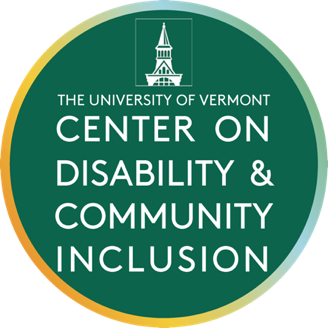 THE UNIVERSITY OF VERMONT
CENTER ON
DISABILITY &
COMMUNITY
INCLUSION